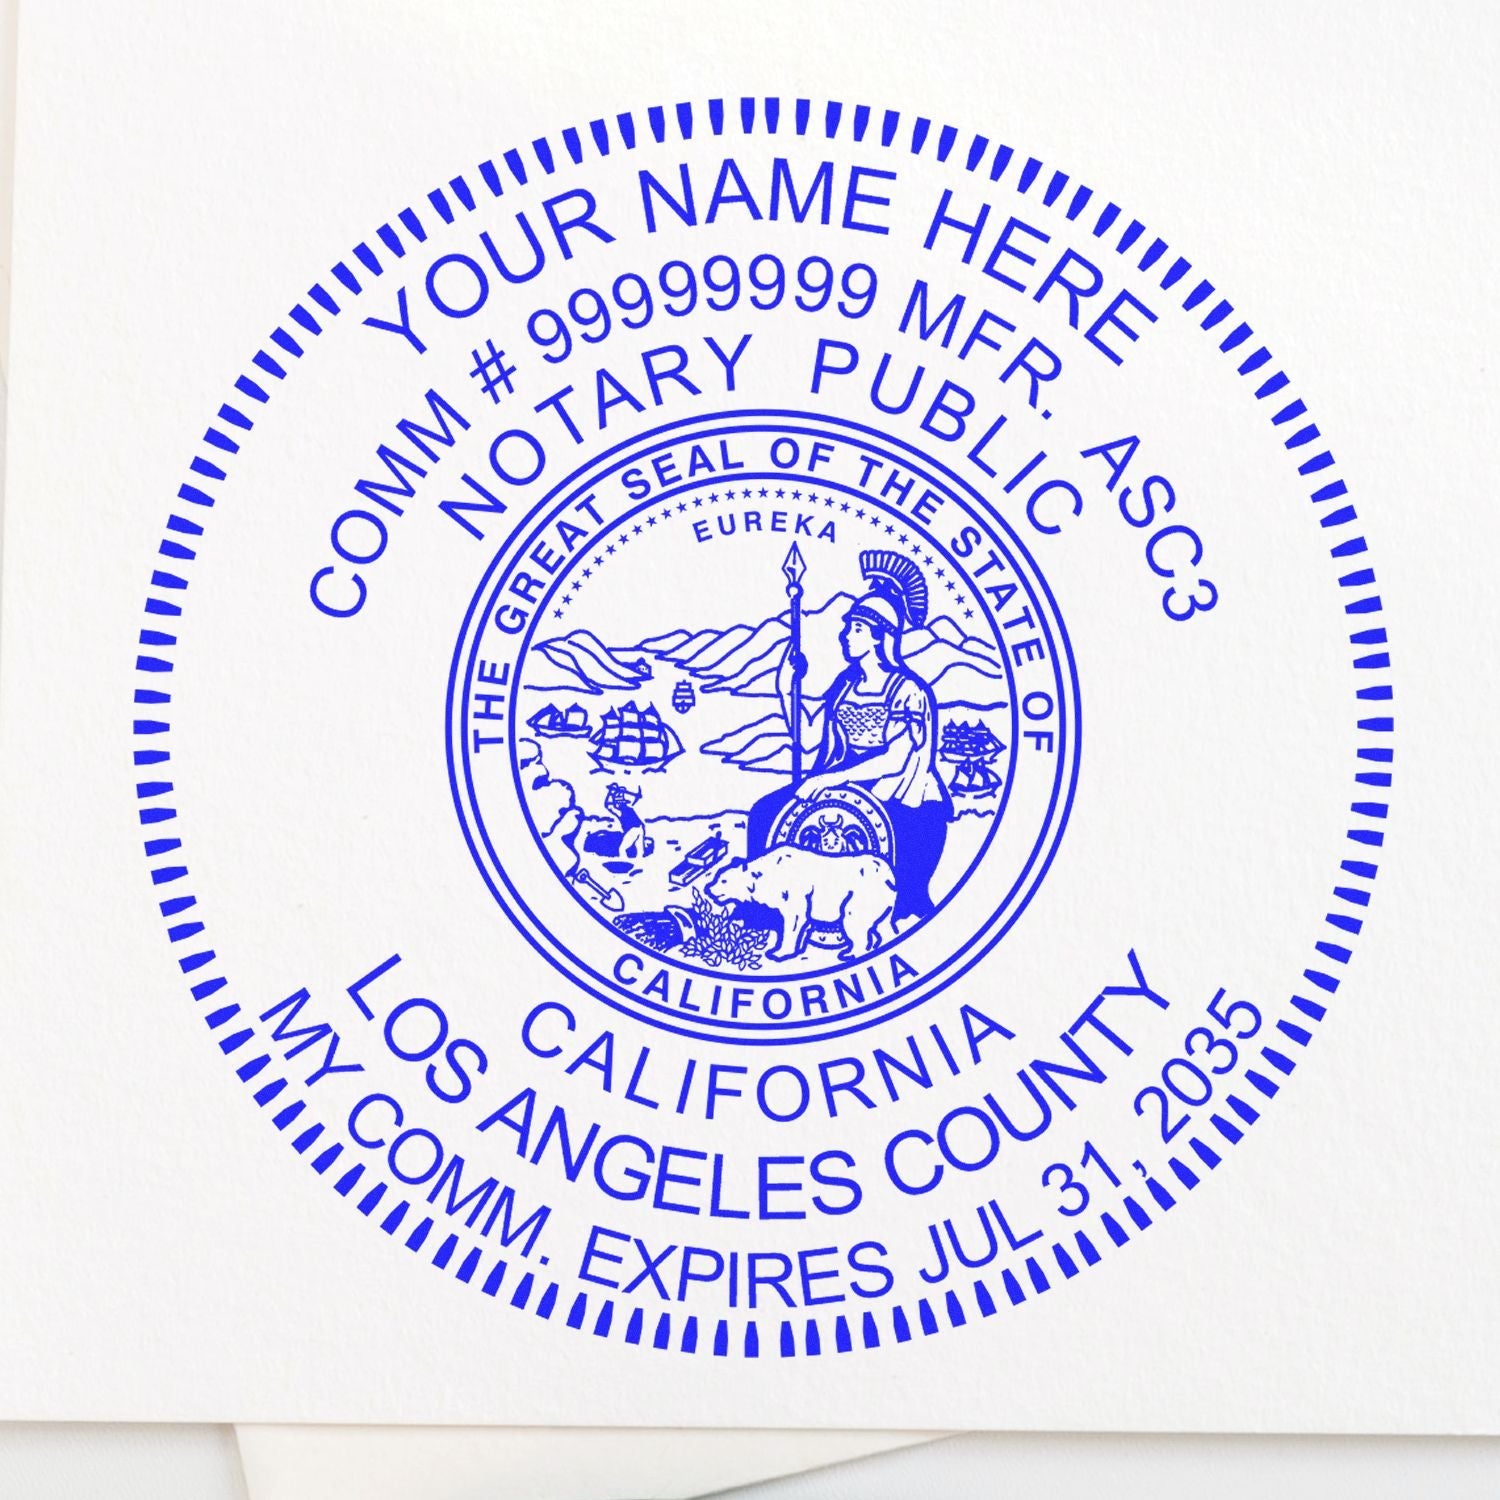 YOUR NAME HERE
COMM # 99999999 MFR. ASC3
NOTARY PUBLIC
THE GREAT SEAL OF THE STATE OF
EUREKA
CALIFORNIA
CALIFORNIA
LOS ANGELES COUNTY
MY COMM. EXPIRES JUL 31, 2035